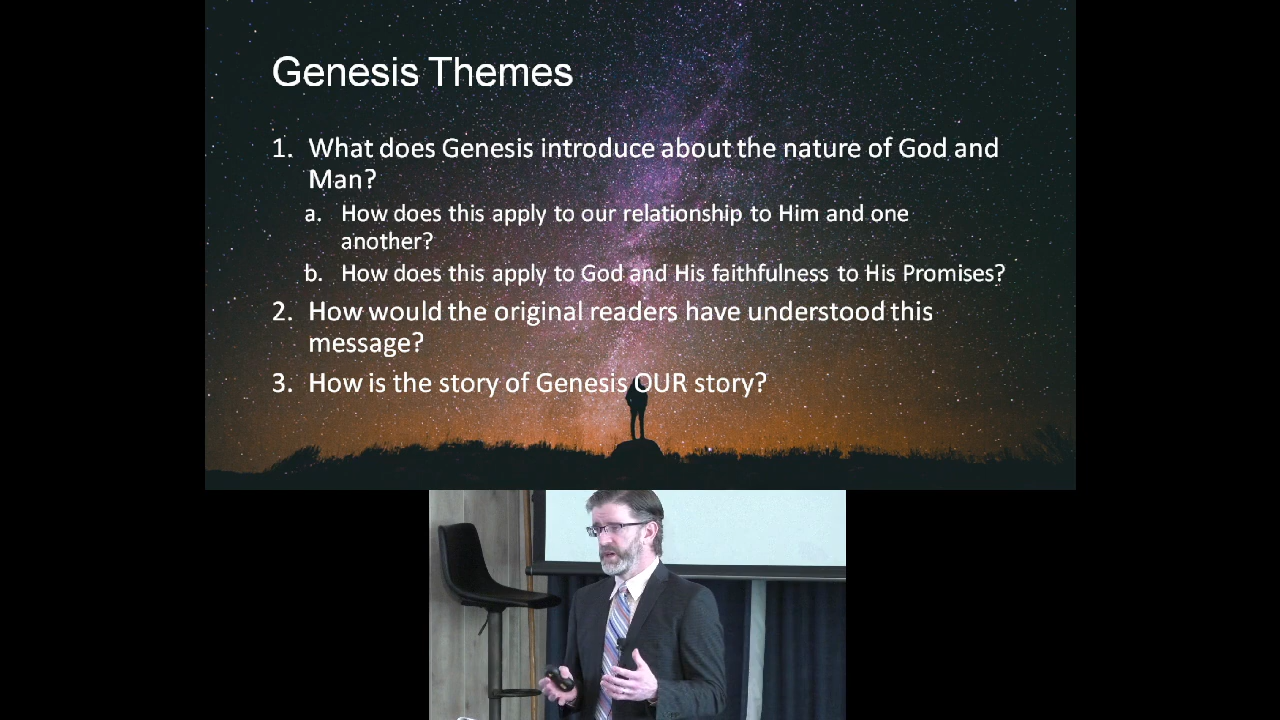 Genesis Themes
1. What does Genesis introduce about the nature of God and
Man?
a. How does this apply to our relationship to Him and one
another?
b. How does this apply to God and His faithfulness to His Promises?
2. How would the original readers have understood this
message?
3. How is the story of Genesis OUR story?